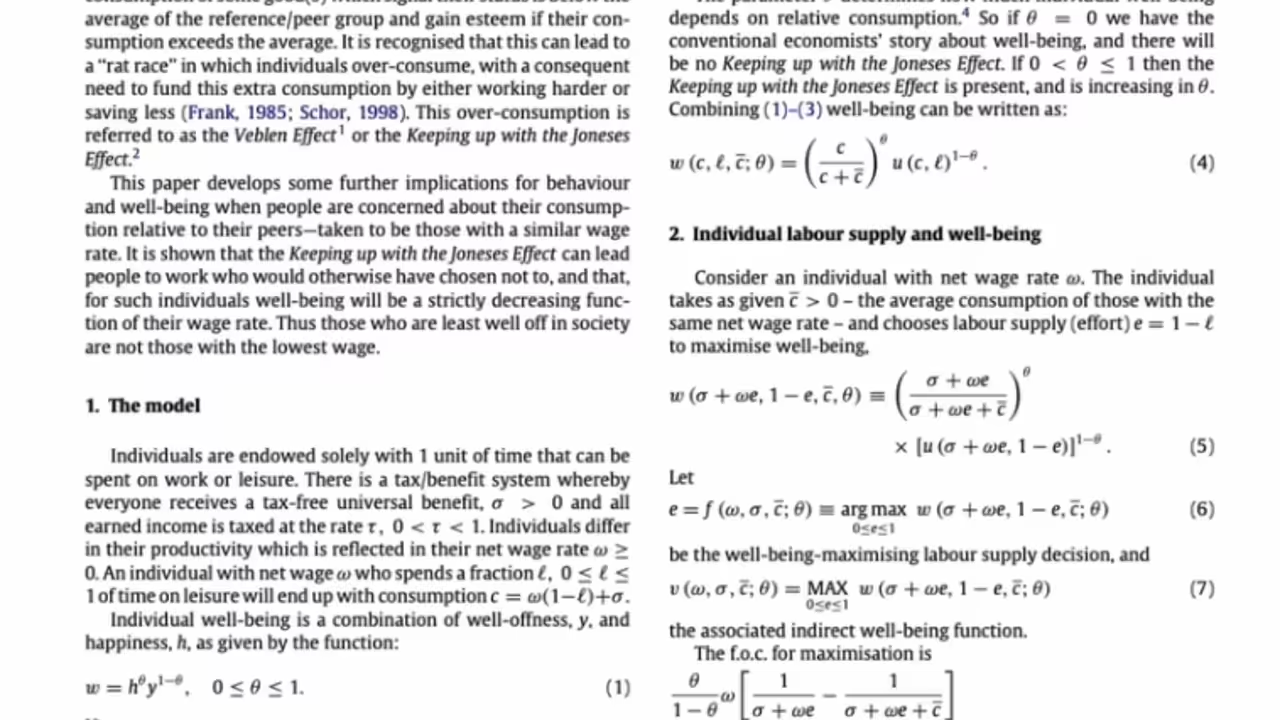 average of the reference/peer group and gain esteem if their con-
sumption exceeds the average. It is recognised that this can lead to
a “rat race” in which individuals over-consume, with a consequent
need to fund this extra consumption by either working harder or
saving less (Frank, 1985; Schor, 1998). This over-consumption is
referred to as the Veblen Effect¹ or the Keeping up with the Joneses
Effect.²
This paper develops some further implications for behaviour
and well-being when people are concerned about their consump-
tion relative to their peers—taken to be those with a similar wage
rate. It is shown that the Keeping up with the Joneses Effect can lead
people to work who would otherwise have chosen not to, and that,
for such individuals well-being will be a strictly decreasing func-
tion of their wage rate. Thus those who are least well off in society
are not those with the lowest wage.
1. The model
Individuals are endowed solely with 1 unit of time that can be
spent on work or leisure. There is a tax/benefit system whereby
everyone receives a tax-free universal benefit, σ > 0 and all
earned income is taxed at the rate τ, 0 < τ < 1. Individuals differ
in their productivity which is reflected in their net wage rate ω ≥
0. An individual with net wage ω who spends a fraction ℓ, 0 ≤ ℓ ≤
1 of time on leisure will end up with consumption c = ω(1−ℓ)+σ.
Individual well-being is a combination of well-offness, y, and
happiness, h, as given by the function:
w = h^θ y^{1−θ}, 0 ≤ θ ≤ 1. (1)
depends on relative consumption.⁴ So if θ = 0 we have the
conventional economists’ story about well-being, and there will
be no Keeping up with the Joneses Effect. If 0 < θ ≤ 1 then the
Keeping up with the Joneses Effect is present, and is increasing in θ.
Combining (1)–(3) well-being can be written as:
w (c, ℓ, c̄; θ) = (c / (c + c̄))^θ u (c, ℓ)^{1−θ}. (4)
2. Individual labour supply and well-being
Consider an individual with net wage rate ω. The individual
takes as given c̄ > 0 – the average consumption of those with the
same net wage rate – and chooses labour supply (effort) e = 1 − ℓ
to maximise well-being,
w (σ + ωe, 1 − e, c̄, θ) ≡ ((σ + ωe) / (σ + ωe + c̄))^θ
× [u (σ + ωe, 1 − e)]^{1−θ}. (5)
Let
e = f (ω, σ, c̄; θ) ≡ arg max w (σ + ωe, 1 − e, c̄; θ) (6)
0≤e≤1
be the well-being-maximising labour supply decision, and
v (ω, σ, c̄; θ) = MAX w (σ + ωe, 1 − e, c̄; θ) (7)
0≤e≤1
the associated indirect well-being function.
The f.o.c. for maximisation is
θ / (1 − θ) ω [1 / (σ + ωe) − 1 / (σ + ωe + c̄)]